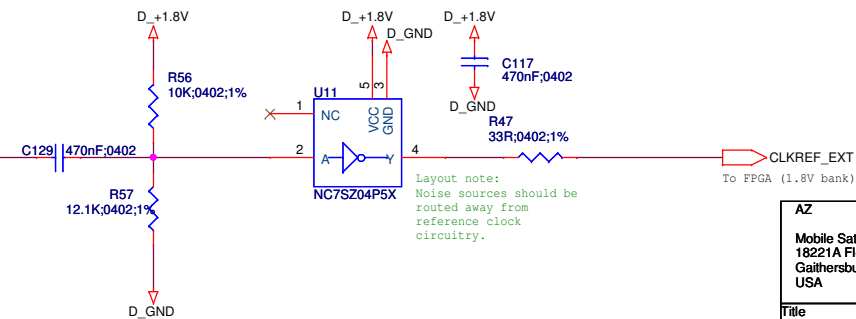 D_+1.8V
D_+1.8V
D_+1.8V
D_GND
R56
10K;0402;1%
C117
470nF;0402
D_GND
U11
5
3
1
NC
VCC
GND
R47
33R;0402;1%
C129
470nF;0402
2
A
Y
4
CLKREF_EXT
To FPGA (1.8V bank)
R57
12.1K;0402;1%
NC7SZ04P5X
Layout note:
Noise sources should be
routed away from
reference clock
circuitry.
D_GND
AZ
Mobile Sat
18221A Fl
Gaithersbu
USA
Title